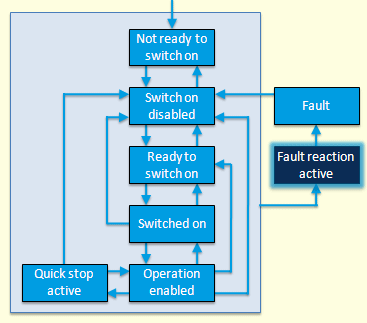 Not ready to
switch on
Switch on
disabled
Fault
Ready to
switch on
Fault reaction
active
Switched on
Quick stop
active
Operation
enabled